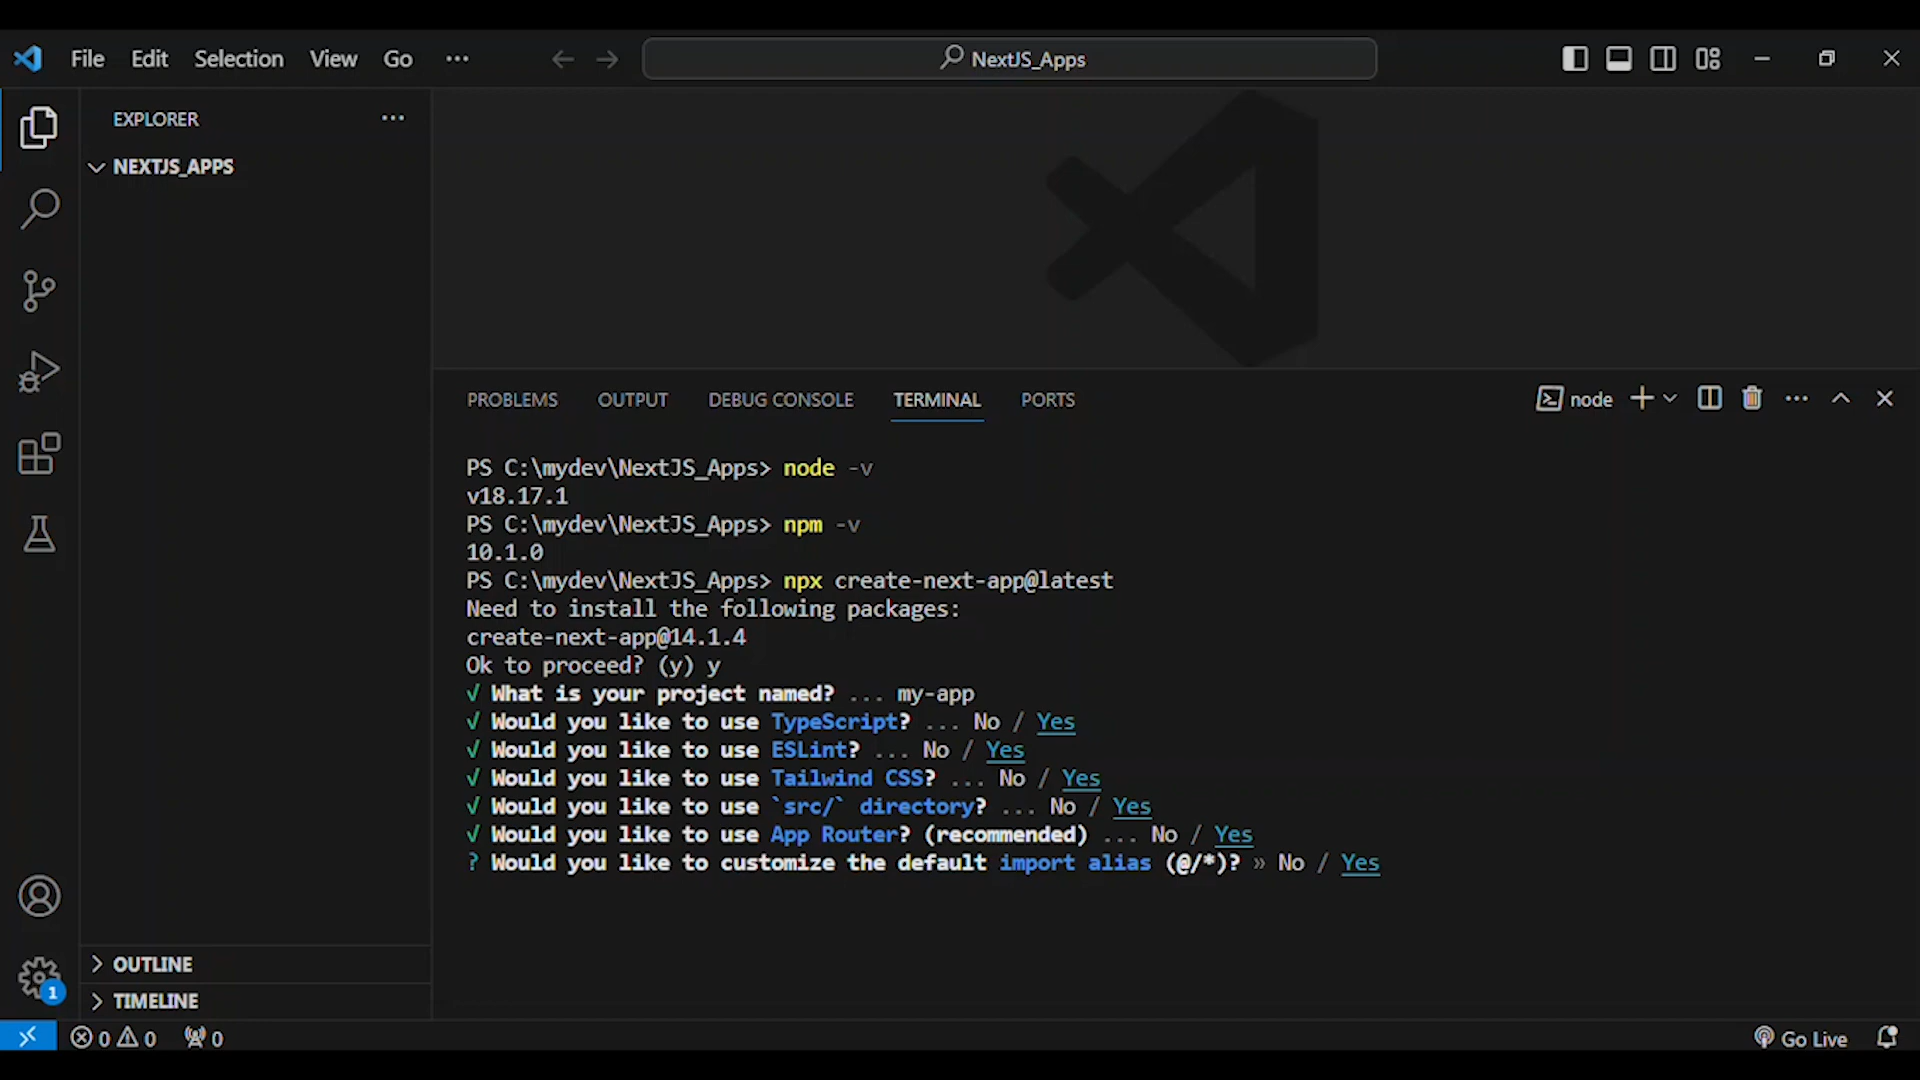 File Edit Selection View Go ··· NextJS_Apps
EXPLORER ···
NEXTJS_APPS
PROBLEMS OUTPUT DEBUG CONSOLE TERMINAL PORTS node ···
PS C:\mydev\NextJS_Apps> node -v
v18.17.1
PS C:\mydev\NextJS_Apps> npm -v
10.1.0
PS C:\mydev\NextJS_Apps> npx create-next-app@latest
Need to install the following packages:
create-next-app@14.1.4
Ok to proceed? (y) y
√ What is your project named? ... my-app
√ Would you like to use TypeScript? ... No / Yes
√ Would you like to use ESLint? ... No / Yes
√ Would you like to use Tailwind CSS? ... No / Yes
√ Would you like to use `src/` directory? ... No / Yes
√ Would you like to use App Router? (recommended) ... No / Yes
? Would you like to customize the default import alias (@/*)? » No / Yes
OUTLINE
1
TIMELINE
0 0 0 Go Live